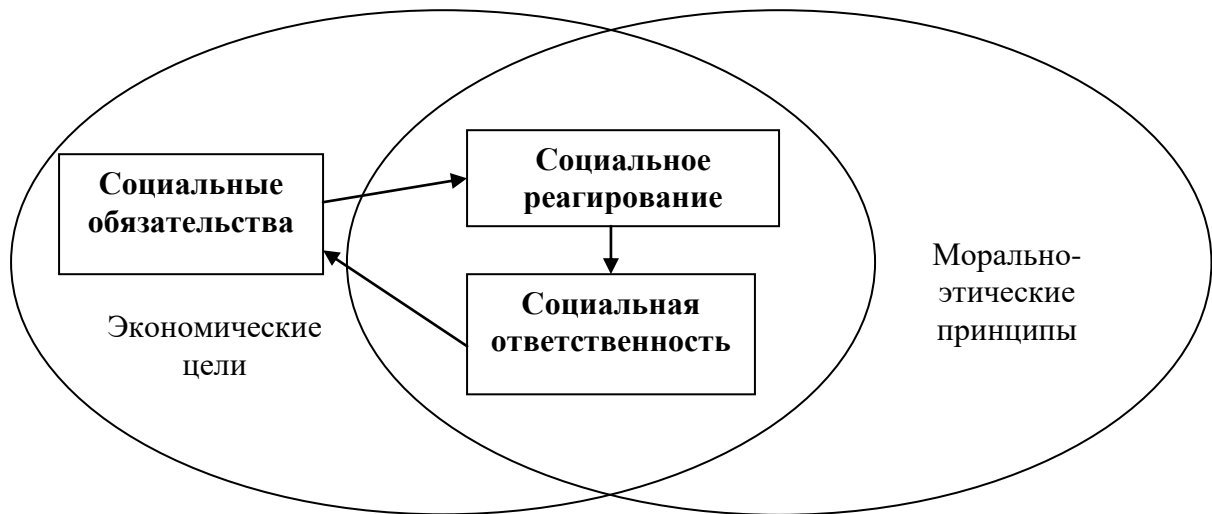 Социальные
обязательства
Социальное
реагирование
Социальная
ответственность
Экономические
цели
Морально-
этические
принципы